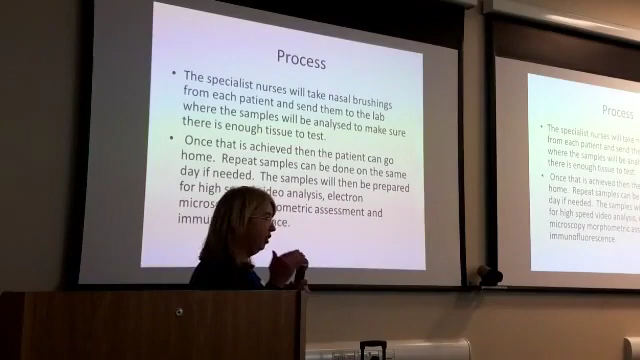 Process
• The specialist nurses will take nasal brushings
from each patient and send them to the lab
where the samples will be analysed to make sure
there is enough tissue to test.
• Once that is achieved then the patient can go
home. Repeat samples can be done on the same
day if needed. The samples will then be prepared
for high speed video analysis, electron
micros ometric assessment and
immu ce.
Process
• The specialist nurses will take n
from each patient and send the
where the samples will be ana
there is enough tissue to test.
• Once that is achieved then the
home. Repeat samples can be
day if needed. The samples wi
for high speed video analysis,
microscopy morphometric ass
immunofluorescence.